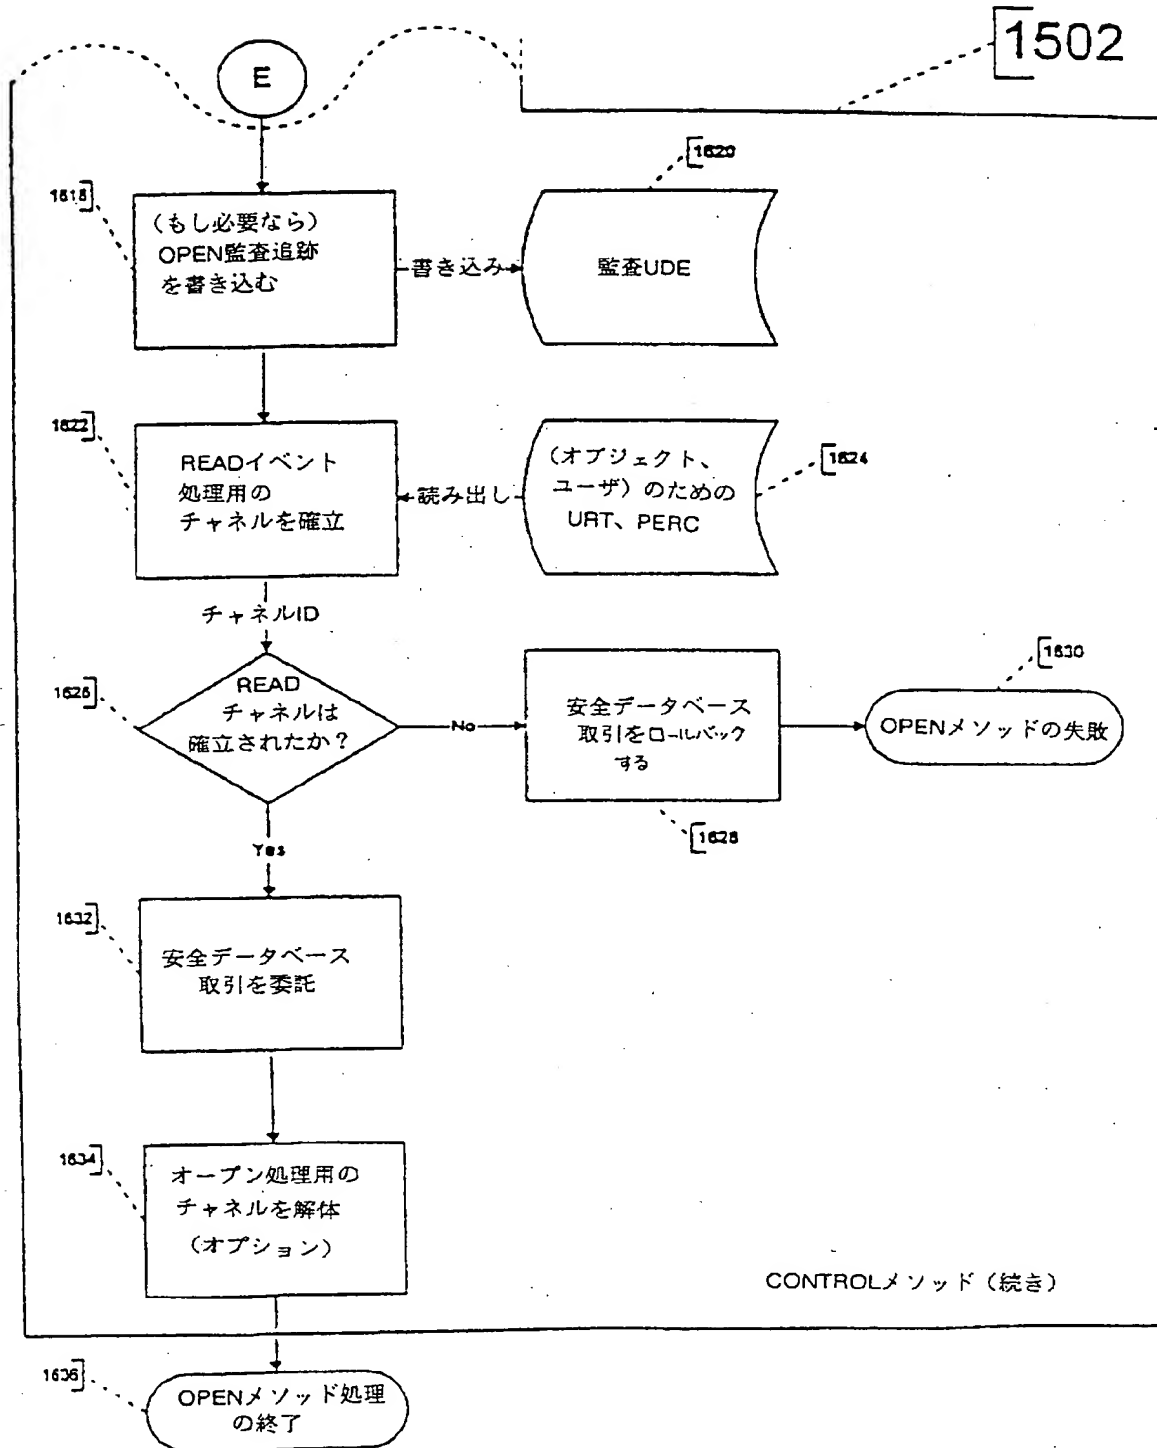 1502
E
1618
(もし必要なら)
OPEN監査追跡
を書き込む
書き込み
1620
監査UDE
1622
READイベント
処理用の
チャネルを確立
読み出し
(オブジェクト、
ユーザ)のための
URT、PERC
1624
チャネルID
1626
READ
チャネルは
確立されたか?
No
安全データベース
取引をロールバック
する
1628
1630
OPENメソッドの失敗
Yes
1632
安全データベース
取引を委託
1634
オープン処理用の
チャネルを解体
(オプション)
CONTROLメソッド(続き)
1636
OPENメソッド処理
の終了